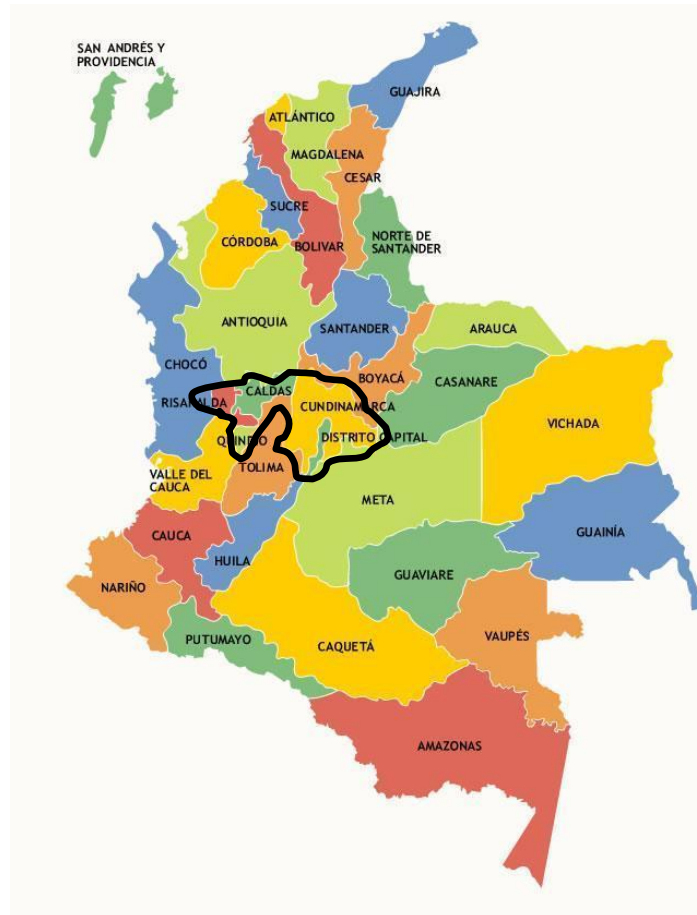 SAN ANDRÉS Y
PROVIDENCIA
GUAJIRA
ATLÁNTICO
MAGDALENA
CESAR
SUCRE
NORTE DE
SANTANDER
CÓRDOBA
BOLIVAR
ANTIOQUIA
SANTANDER
ARAUCA
CHOCÓ
BOYACÁ
CASANARE
CALDAS
RISARALDA
CUNDINAMARCA
VICHADA
QUINDIO
DISTRITO CAPITAL
TOLIMA
VALLE DEL
CAUCA
META
CAUCA
GUAINÍA
HUILA
GUAVIARE
NARIÑO
VAUPÉS
PUTUMAYO
CAQUETÁ
AMAZONAS